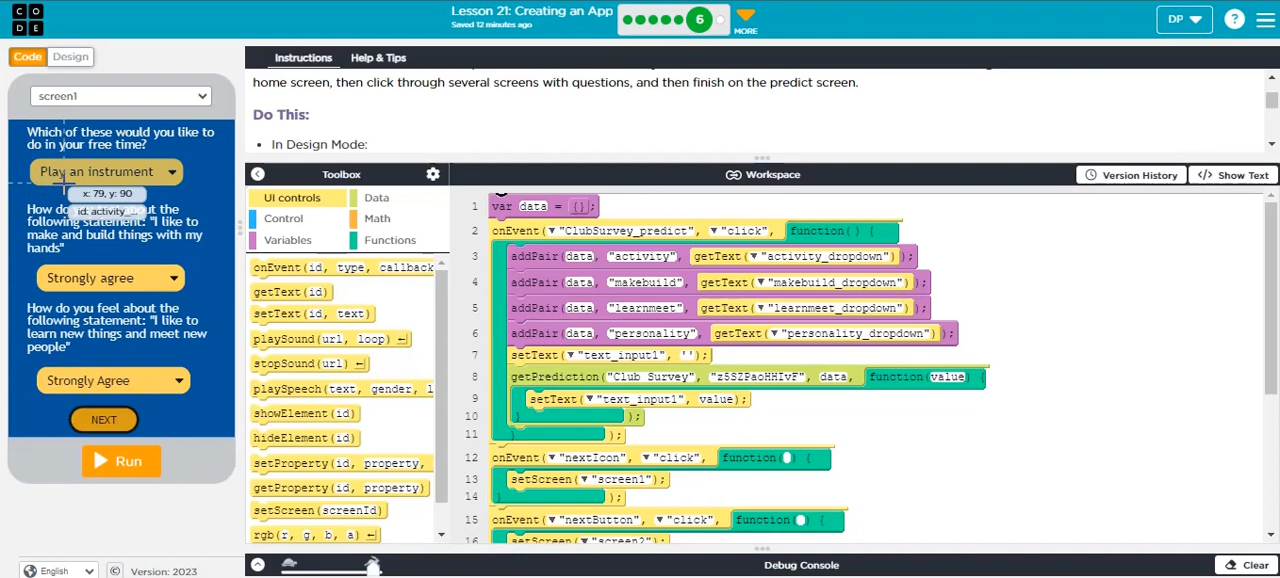 C O
D E
Lesson 21: Creating an App
Saved 12 minutes ago
6
MORE
DP
?
Code
Design
Instructions
Help & Tips
screen1
home screen, then click through several screens with questions, and then finish on the predict screen.
Do This:
• In Design Mode:
Which of these would you like to
do in your free time?
Play an instrument
x: 79, y: 90
id: activity_
the
following statement: "I like to
make and build things with my
hands"
Strongly agree
How do you feel about the
following statement: "I like to
learn new things and meet new
people"
Strongly Agree
NEXT
Run
English
©
Version: 2023
Toolbox
UI controls
Data
Control
Math
Variables
Functions
onEvent(id, type, callback
getText(id)
setText(id, text)
playSound(url, loop)
stopSound(url)
playSpeech(text, gender, l
showElement(id)
hideElement(id)
setProperty(id, property,
getProperty(id, property)
setScreen(screenId)
rgb(r, g, b, a)
Workspace
Version History
</> Show Text
1 var data = {};
2 onEvent("ClubSurvey_predict", "click", function() {
3 addPair(data, "activity", getText("activity_dropdown"));
4 addPair(data, "makebuild", getText("makebuild_dropdown"));
5 addPair(data, "learnmeet", getText("learnmeet_dropdown"));
6 addPair(data, "personality", getText("personality_dropdown"));
7 setText("text_input1", '');
8 getPrediction("Club Survey", "z5SZPaoHHIvF", data, function(value) {
9 setText("text_input1", value);
10 });
11 });
12 onEvent("nextIcon", "click", function() {
13 setScreen("screen1");
14 });
15 onEvent("nextButton", "click", function() {
setScreen("screen2");
Debug Console
Clear